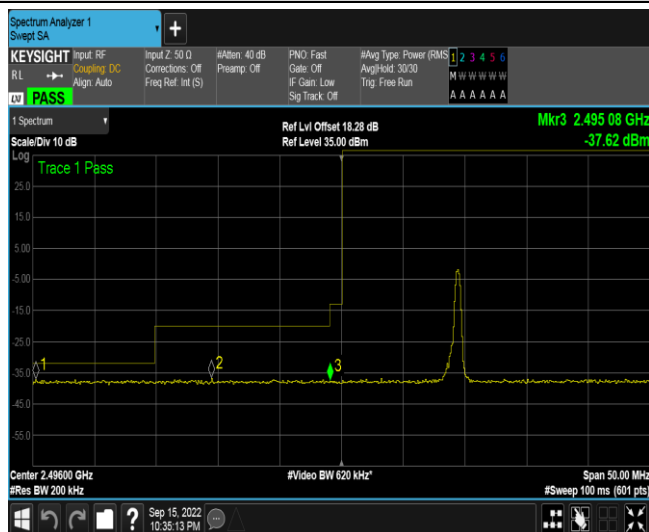 Spectrum Analyzer 1
Swept SA
KEYSIGHT
RL
LXI PASS
Input: RF
Coupling: DC
Align: Auto
Input Z: 50 Ω
Corrections: Off
Freq Ref: Int (S)
#Atten: 40 dB
Preamp: Off
PNO: Fast
Gate: Off
IF Gain: Low
Sig Track: Off
#Avg Type: Power (RMS
Avg|Hold: 30/30
Trig: Free Run
1 2 3 4 5 6
M W W W W W
A A A A A A
1 Spectrum
Scale/Div 10 dB
Log
Ref Lvl Offset 18.28 dB
Ref Level 35.00 dBm
Mkr3 2.495 08 GHz
-37.62 dBm
Trace 1 Pass
25.0
15.0
5.00
-5.00
-15.0
-25.0
-35.0
-45.0
-55.0
1
2
3
Center 2.49600 GHz
#Res BW 200 kHz
#Video BW 620 kHz*
Span 50.00 MHz
#Sweep 100 ms (601 pts)
?
Sep 15, 2022
10:35:13 PM